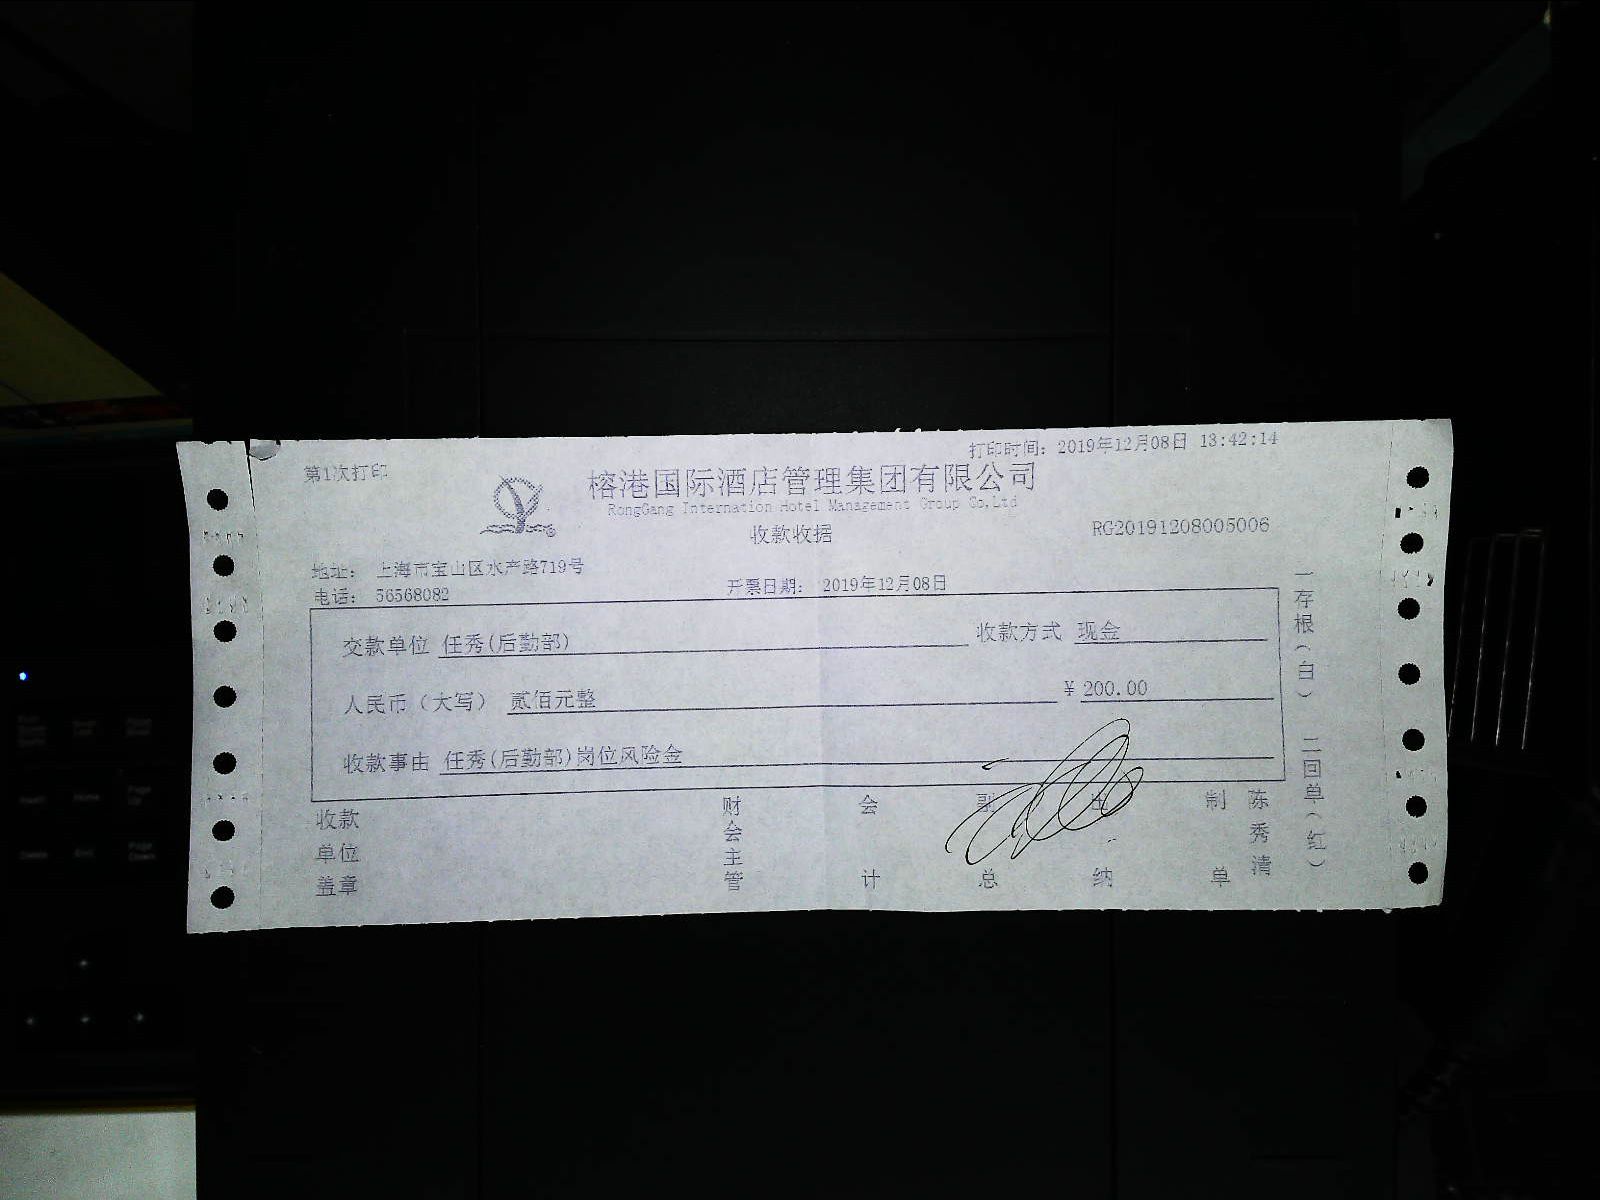 打印时间：2019年12月08日 13:42:14
第1次打印
榕港国际酒店管理集团有限公司
RongGang Internation Hotel Management Group Co,Ltd
收款收据
RG20191208005006
地址： 上海市宝山区水产路719号
电话： 56568082
开票日期： 2019年12月08日
交款单位 任秀(后勤部) 收款方式 现金
人民币（大写） 贰佰元整 ¥ 200.00
收款事由 任秀(后勤部)岗位风险金
收款单位盖章
财会主管
会计
副总
出纳
制单 陈秀清
一存根（白） 二回单（红）